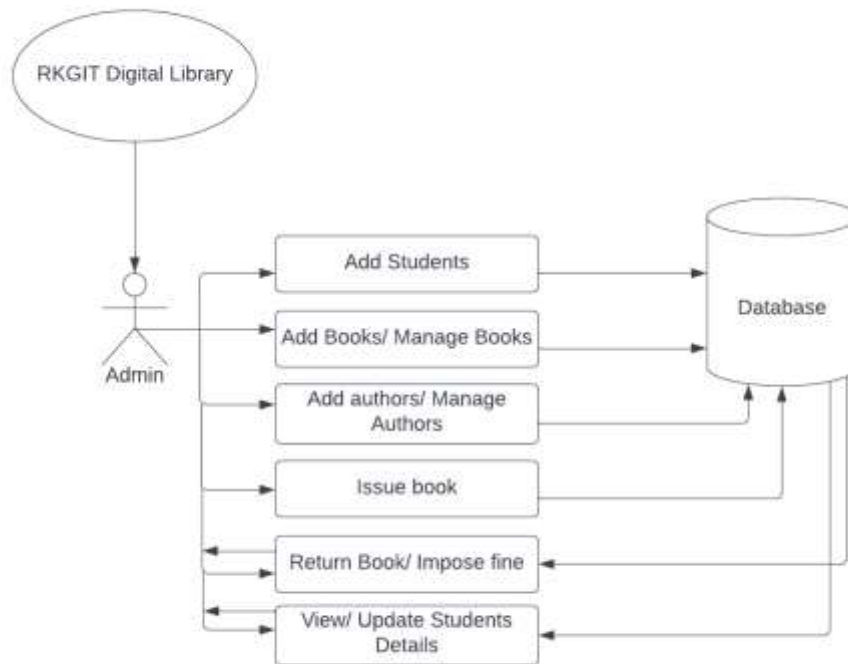 RKGIT Digital Library
Add Students
Database
Add Books/ Manage Books
Admin
Add authors/ Manage
Authors
Issue book
Return Book/ Impose fine
View/ Update Students
Details